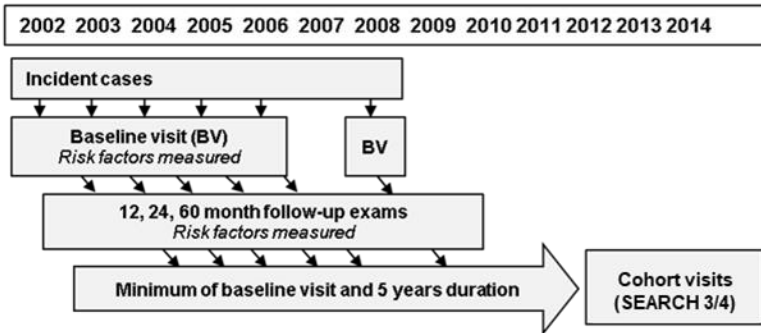 2002 2003 2004 2005 2006 2007 2008 2009 2010 2011 2012 2013 2014
Incident cases
Baseline visit (BV)
Risk factors measured
BV
12, 24, 60 month follow-up exams
Risk factors measured
Minimum of baseline visit and 5 years duration
Cohort visits
(SEARCH 3/4)